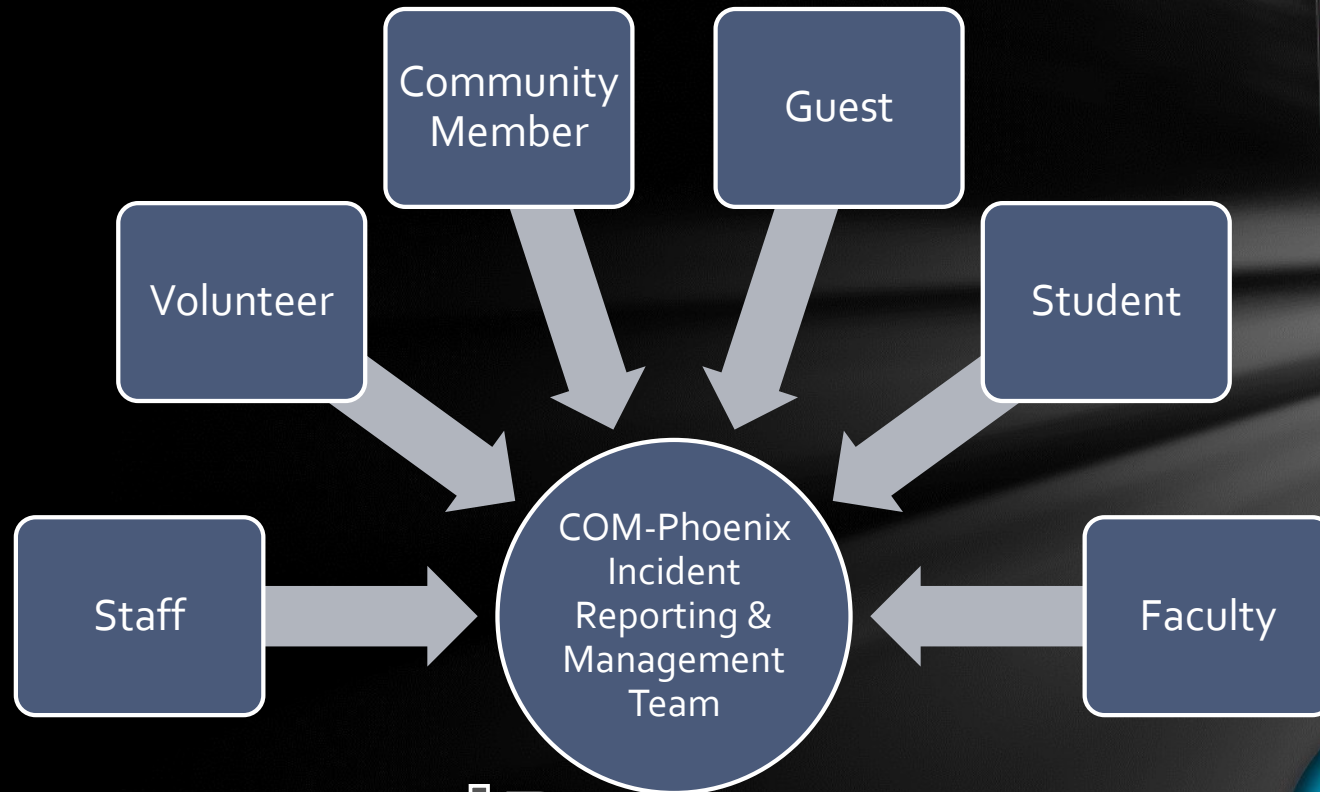 Community
Member
Guest
Volunteer
Student
COM-Phoenix
Incident
Reporting &
Management
Team
Staff
Faculty